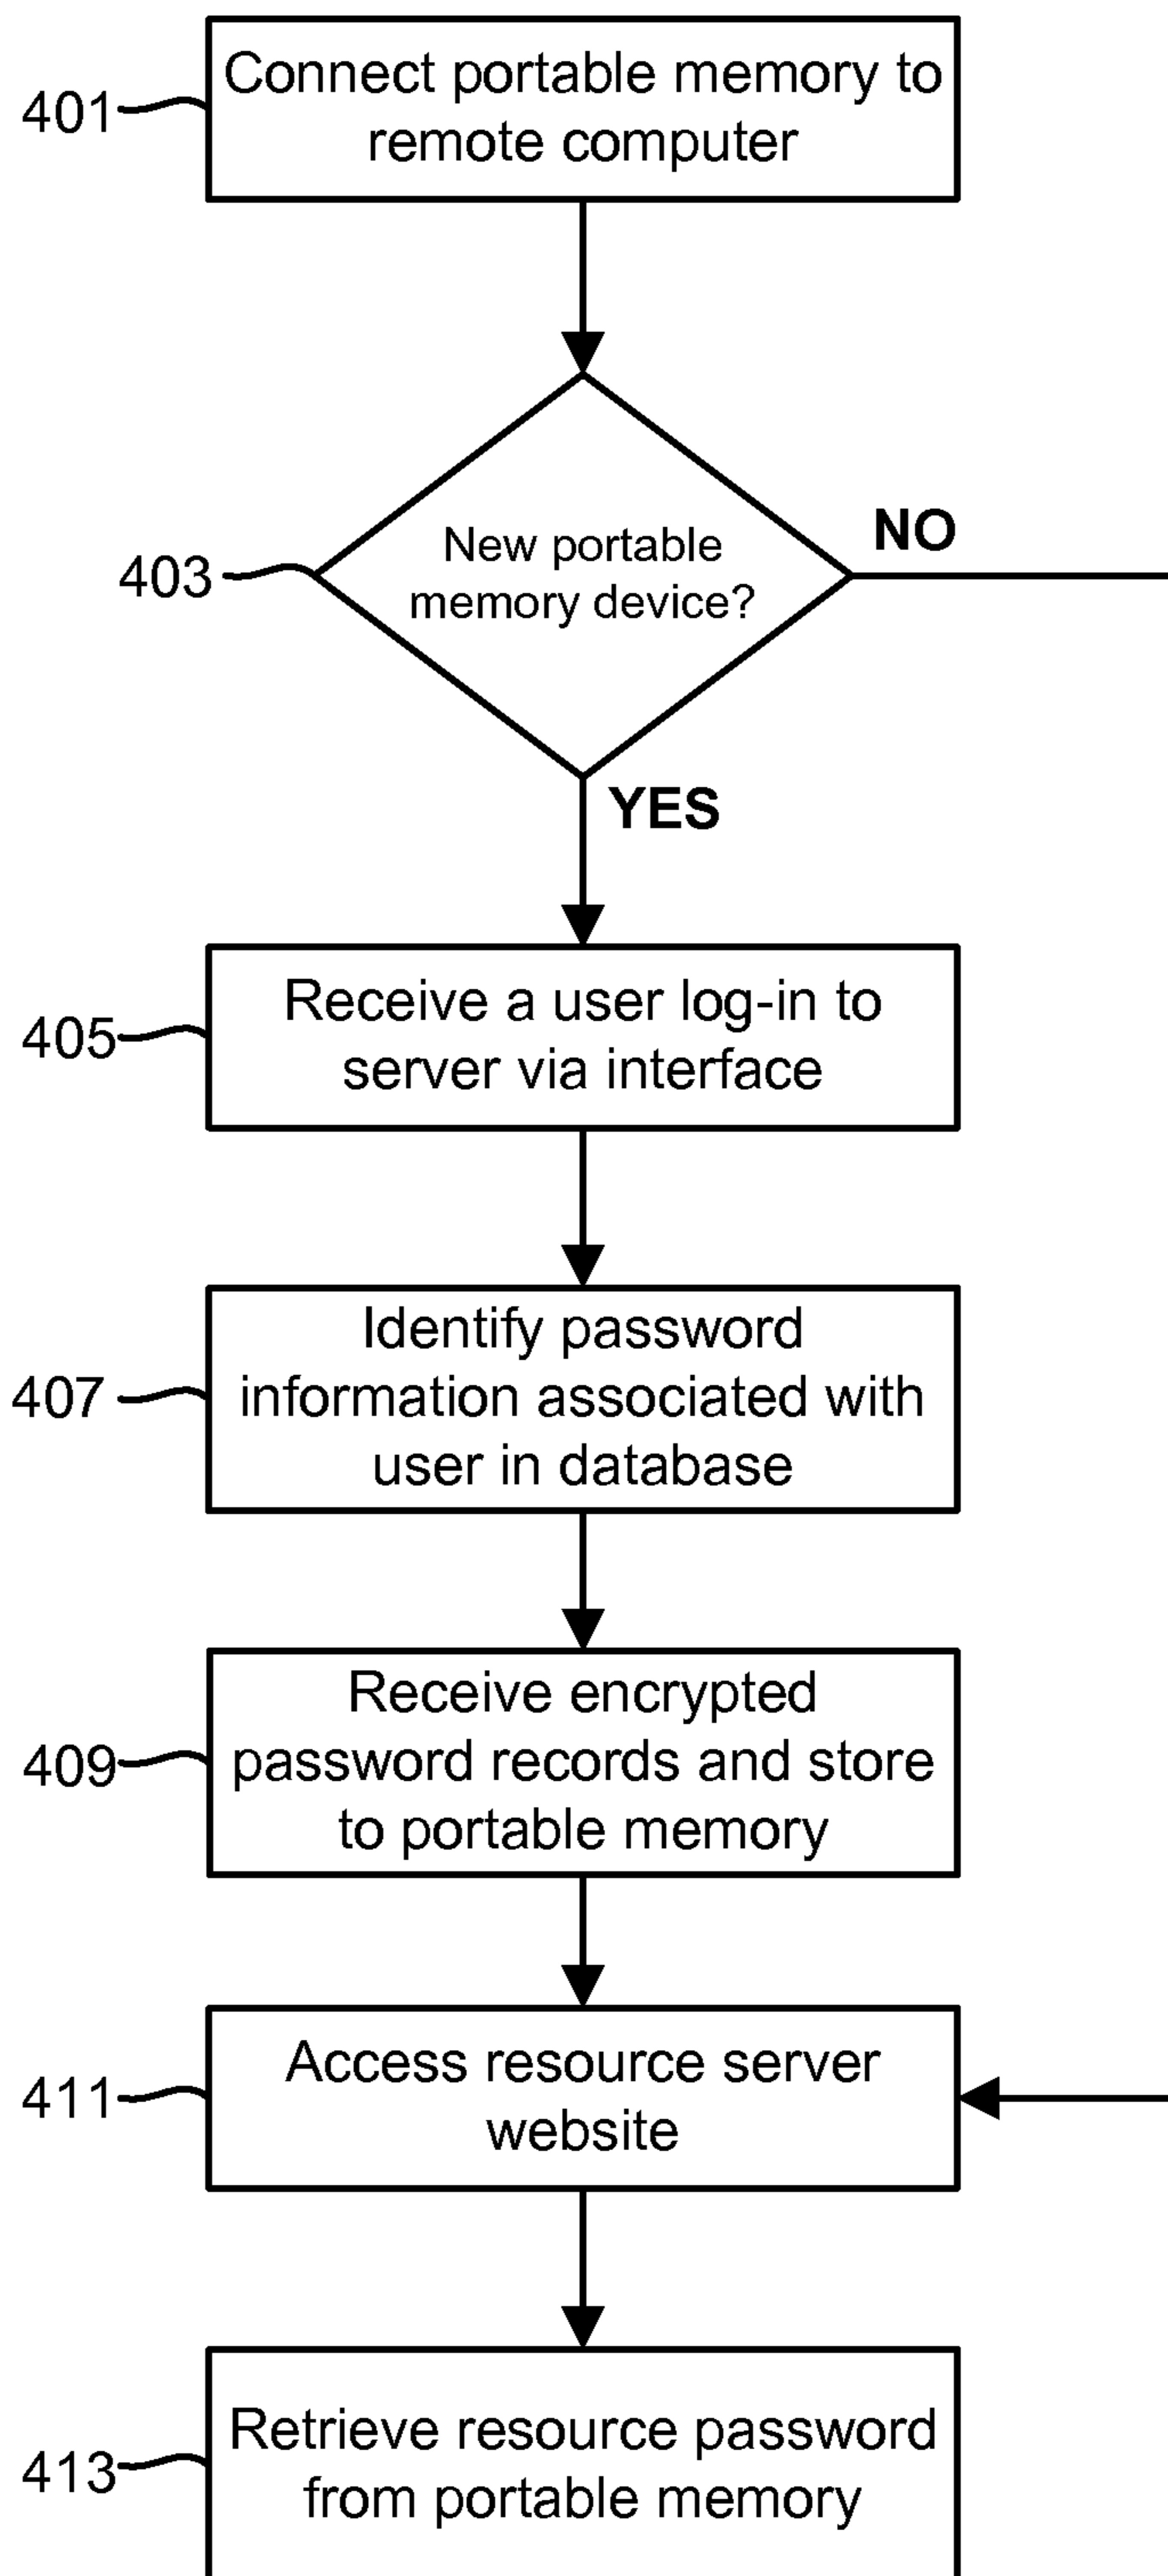 Connect portable memory to
401
remote computer
New portable
NO
403
memory device?
YES
Receive a user log-in to
405
server via interface
Identify password
407
information associated with
user in database
Receive encrypted
409
password records and store
to portable memory
Access resource server
411
website
Retrieve resource password
413
from portable memory